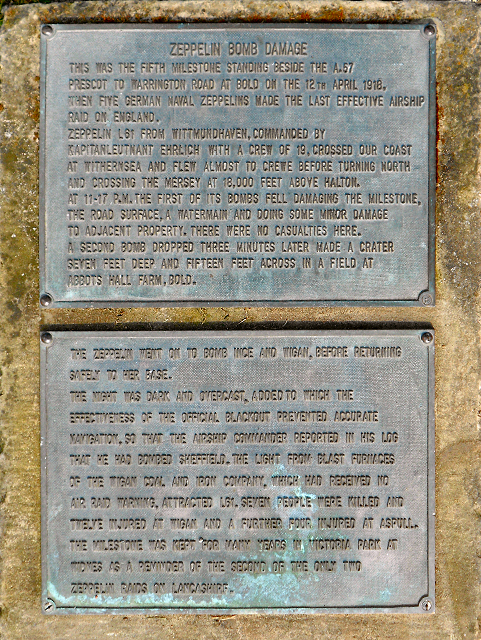 ZEPPELIN BOMB DAMAGE
THIS WAS THE FIFTH MILESTONE STANDING BESIDE THE A.57
PRESCOT TO WARRINGTON ROAD AT BOLD ON THE 12TH APRIL 1918,
WHEN FIVE GERMAN NAVAL ZEPPELINS MADE THE LAST EFFECTIVE AIRSHIP
RAID ON ENGLAND.
ZEPPELIN L61 FROM WITTMUNDHAVEN, COMMANDED BY
KAPITANLEUTNANT EHRLICH WITH A CREW OF 19, CROSSED OUR COAST
AT WITHERNSEA AND FLEW ALMOST TO CREWE BEFORE TURNING NORTH
AND CROSSING THE MERSEY AT 18,000 FEET ABOVE HALTON.
AT 11-17 P.M. THE FIRST OF ITS BOMBS FELL DAMAGING THE MILESTONE,
THE ROAD SURFACE, A WATERMAIN AND DOING SOME MINOR DAMAGE
TO ADJACENT PROPERTY. THERE WERE NO CASUALTIES HERE.
A SECOND BOMB DROPPED THREE MINUTES LATER MADE A CRATER
SEVEN FEET DEEP AND FIFTEEN FEET ACROSS IN A FIELD AT
ABBOTS HALL FARM, BOLD.
THE ZEPPELIN WENT ON TO BOMB INCE AND WIGAN, BEFORE RETURNING
SAFELY TO HER BASE.
THE NIGHT WAS DARK AND OVERCAST, ADDED TO WHICH THE
EFFECTIVENESS OF THE OFFICIAL BLACKOUT PREVENTED ACCURATE
NAVIGATION, SO THAT THE AIRSHIP COMMANDER REPORTED IN HIS LOG
THAT HE HAD BOMBED SHEFFIELD. THE LIGHT FROM BLAST FURNACES
OF THE WIGAN COAL AND IRON COMPANY, WHICH HAD RECEIVED NO
AIR RAID WARNING, ATTRACTED L61. SEVEN PEOPLE WERE KILLED AND
TWELVE INJURED AT WIGAN AND A FURTHER FOUR INJURED AT ASPULL.
THE MILESTONE WAS KEPT FOR MANY YEARS IN VICTORIA PARK AT
WIDNES AS A REMINDER OF THE SECOND OF THE ONLY TWO
ZEPPELIN RAIDS ON LANCASHIRE.